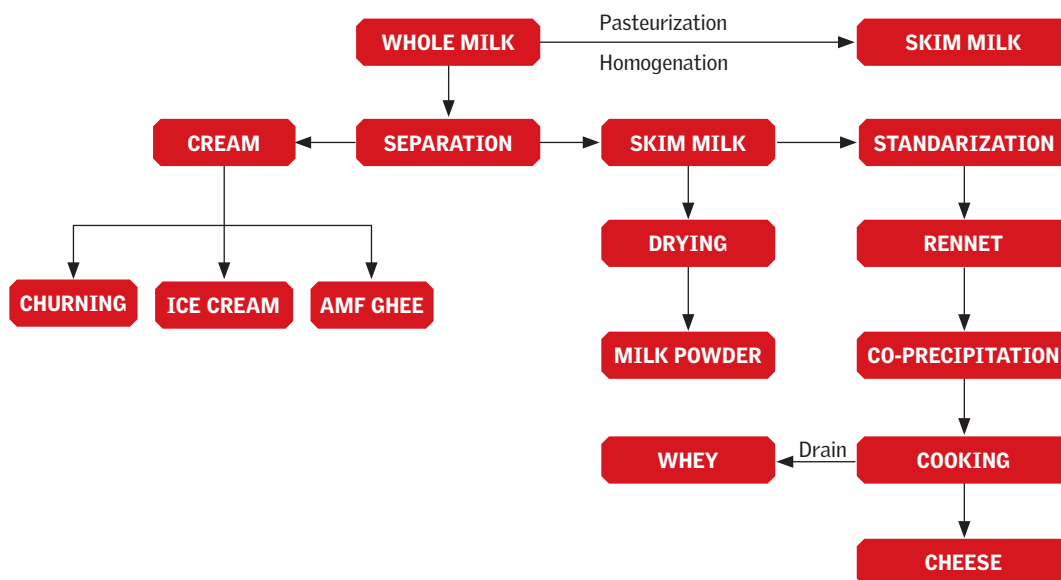 WHOLE MILK
Pasteurization
Homogenation
SKIM MILK
CREAM
SEPARATION
SKIM MILK
STANDARIZATION
DRYING
RENNET
CHURNING
ICE CREAM
AMF GHEE
MILK POWDER
CO-PRECIPITATION
WHEY
Drain
COOKING
CHEESE